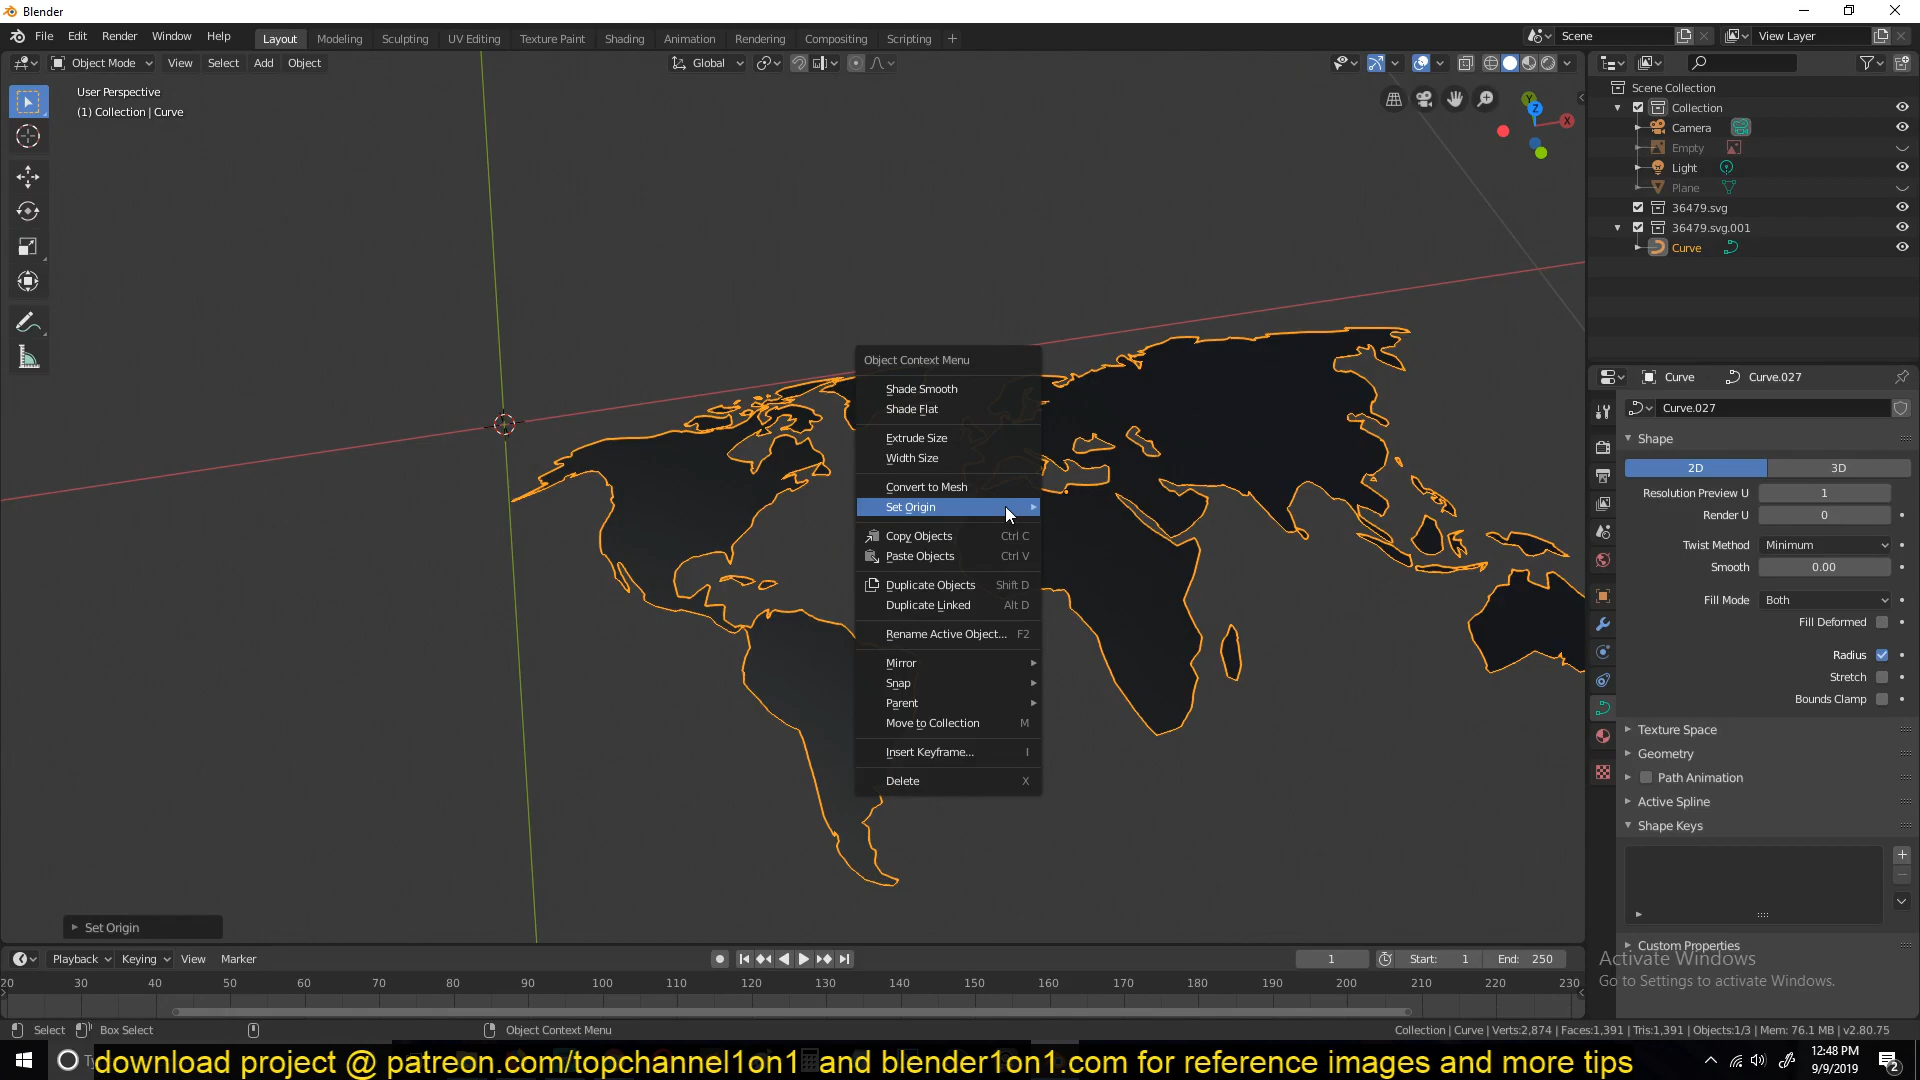 Blender
File Edit Render Window Help
Layout Modeling Sculpting UV Editing Texture Paint Shading Animation Rendering Compositing Scripting +
Scene
View Layer
Object Mode View Select Add Object
Global
User Perspective
(1) Collection | Curve
Y
Z
X
Scene Collection
Collection
Camera
Empty
Light
Plane
36479.svg
36479.svg.001
Curve
Object Context Menu
Shade Smooth
Shade Flat
Extrude Size
Width Size
Convert to Mesh
Set Origin
Copy Objects Ctrl C
Paste Objects Ctrl V
Duplicate Objects Shift D
Duplicate Linked Alt D
Rename Active Object... F2
Mirror
Snap
Parent
Move to Collection M
Insert Keyframe... I
Delete X
Curve Curve.027
Curve.027
Shape
2D 3D
Resolution Preview U 1
Render U 0
Twist Method Minimum
Smooth 0.00
Fill Mode Both
Fill Deformed
Radius
Stretch
Bounds Clamp
Texture Space
Geometry
Path Animation
Active Spline
Shape Keys
Custom Properties
Activate Windows
Go to Settings to activate Windows.
Set Origin
Playback Keying View Marker
1 Start: 1 End: 250
20 30 40 50 60 70 80 90 100 110 120 130 140 150 160 170 180 190 200 210 220 230
Select Box Select Object Context Menu
Collection | Curve | Verts:2,874 | Faces:1,391 | Tris:1,391 | Objects:1/3 | Mem: 76.1 MB | v2.80.75
download project @ patreon.com/topchannel1on1 and blender1on1.com for reference images and more tips
12:48 PM
9/9/2019
2